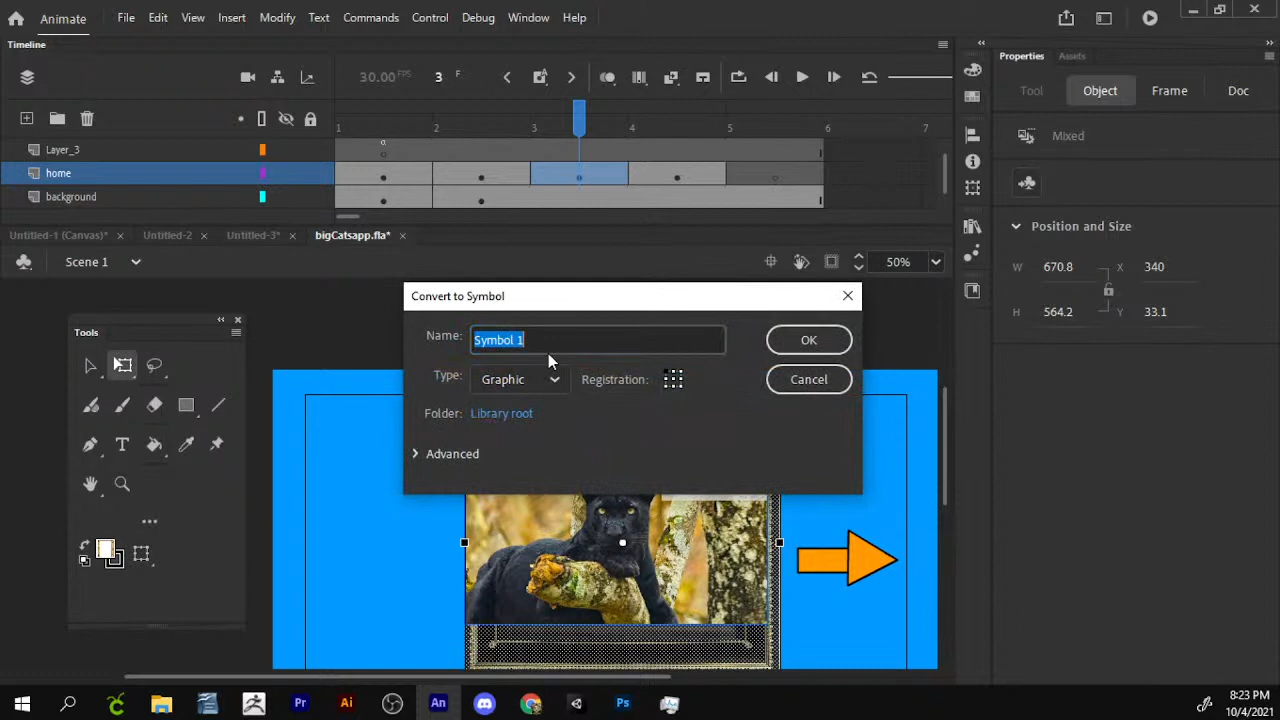 Animate File Edit View Insert Modify Text Commands Control Debug Window Help
Timeline
30.00 FPS 3 F
1 2 3 4 5 6 7
Layer_3
home
background
Untitled-1 (Canvas)* × Untitled-2 × Untitled-3* × bigCatsapp.fla* ×
Scene 1 50%
Tools
Convert to Symbol
Name: Symbol 1 OK
Type: Graphic Registration: Cancel
Folder: Library root
Advanced
Properties Assets
Tool Object Frame Doc
Mixed
Position and Size
W 670.8 X 340
H 564.2 Y 33.1
Pr Ai An Ps
8:23 PM
10/4/2021